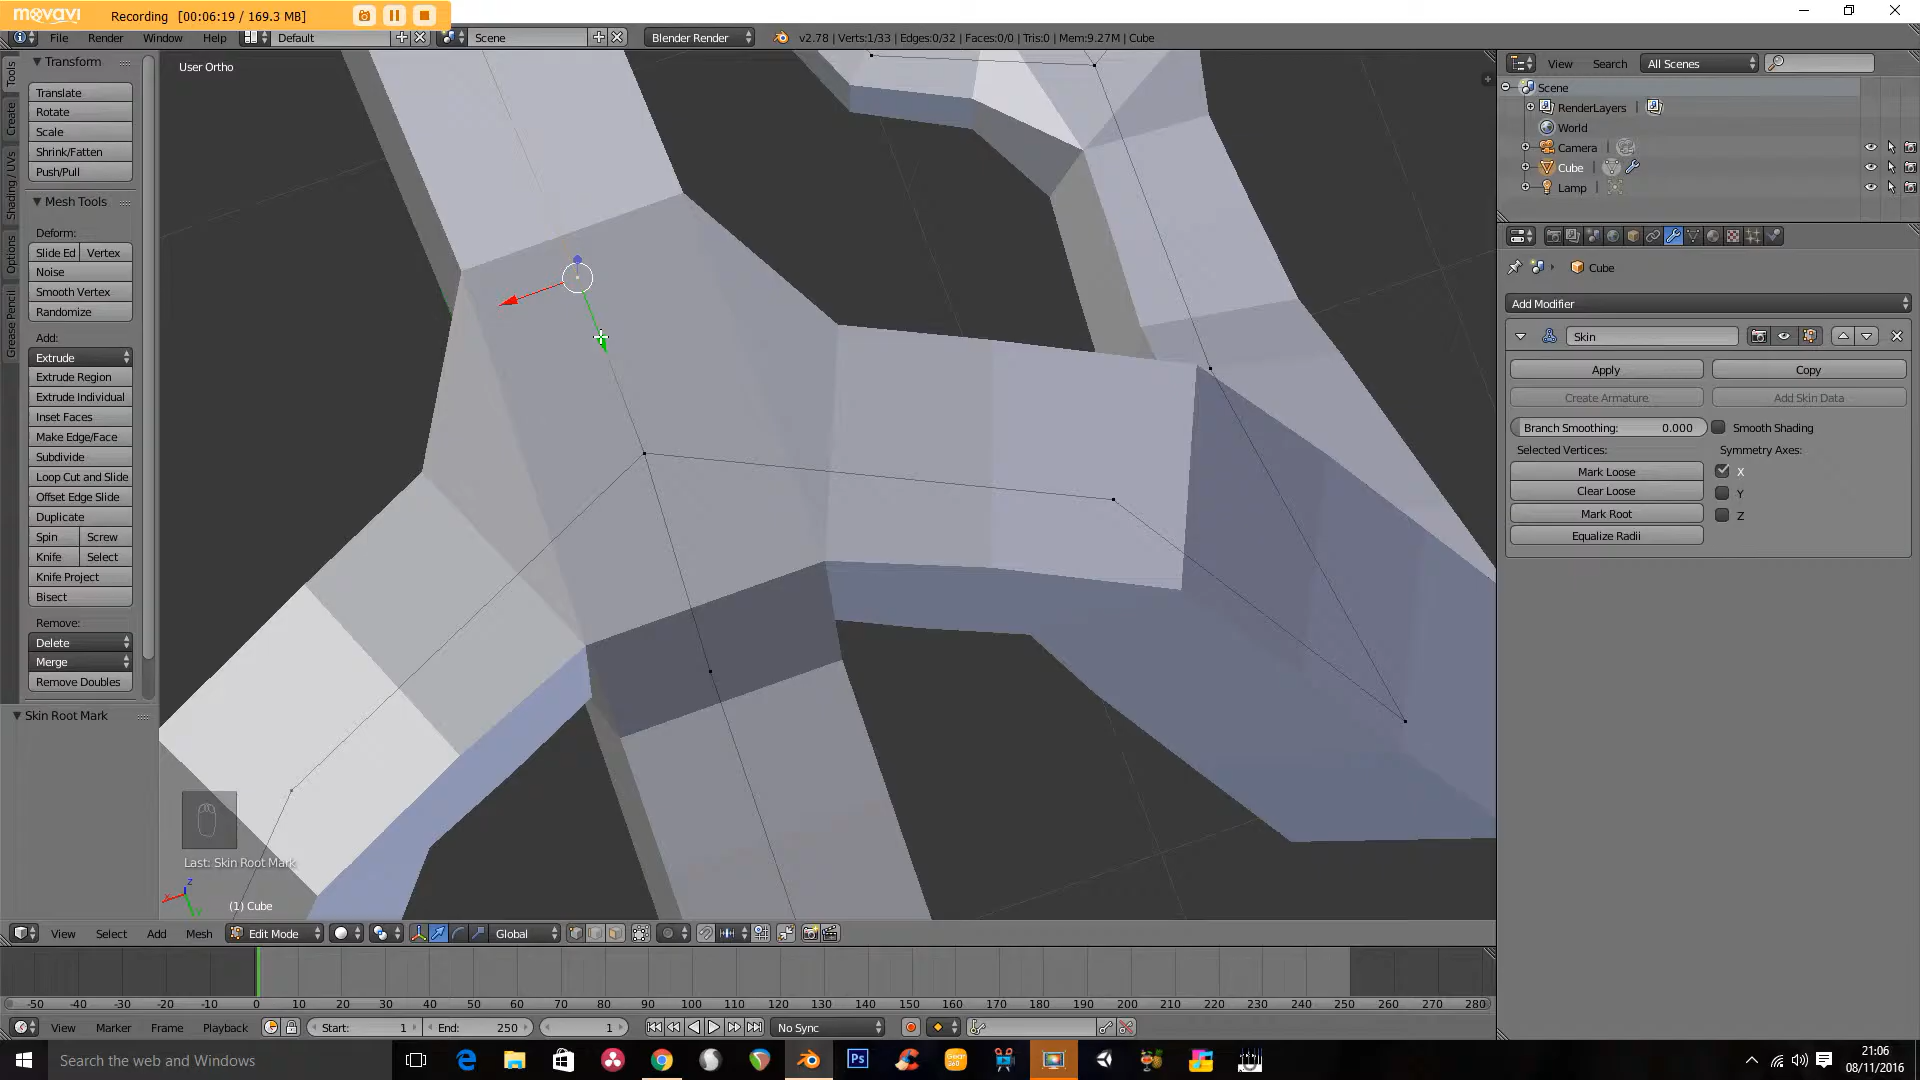 movavi
Recording [00:06:19 / 169.3 MB]
File Render Window Help Default Scene Blender Render v2.78 | Verts:1/33 | Edges:0/32 | Faces:0/0 | Tris:0 | Mem:9.27M | Cube
Tools
Create
Shading / UVs
Options
Grease Pencil
Transform
Translate
Rotate
Scale
Shrink/Fatten
Push/Pull
Mesh Tools
Deform:
Slide Ed Vertex
Noise
Smooth Vertex
Randomize
Add:
Extrude
Extrude Region
Extrude Individual
Inset Faces
Make Edge/Face
Subdivide
Loop Cut and Slide
Offset Edge Slide
Duplicate
Spin Screw
Knife Select
Knife Project
Bisect
Remove:
Delete
Merge
Remove Doubles
Skin Root Mark
User Ortho
Last: Skin Root Mark
(1) Cube
View Search All Scenes
Scene
RenderLayers
World
Camera
Cube
Lamp
Cube
Add Modifier
Skin
Apply Copy
Create Armature Add Skin Data
Branch Smoothing: 0.000 Smooth Shading
Selected Vertices: Symmetry Axes:
Mark Loose X
Clear Loose Y
Mark Root Z
Equalize Radii
View Select Add Mesh Edit Mode Global
-50 -40 -30 -20 -10 0 10 20 30 40 50 60 70 80 90 100 110 120 130 140 150 160 170 180 190 200 210 220 230 240 250 260 270 280
View Marker Frame Playback Start: 1 End: 250 1 No Sync
Search the web and Windows
21:06
08/11/2016